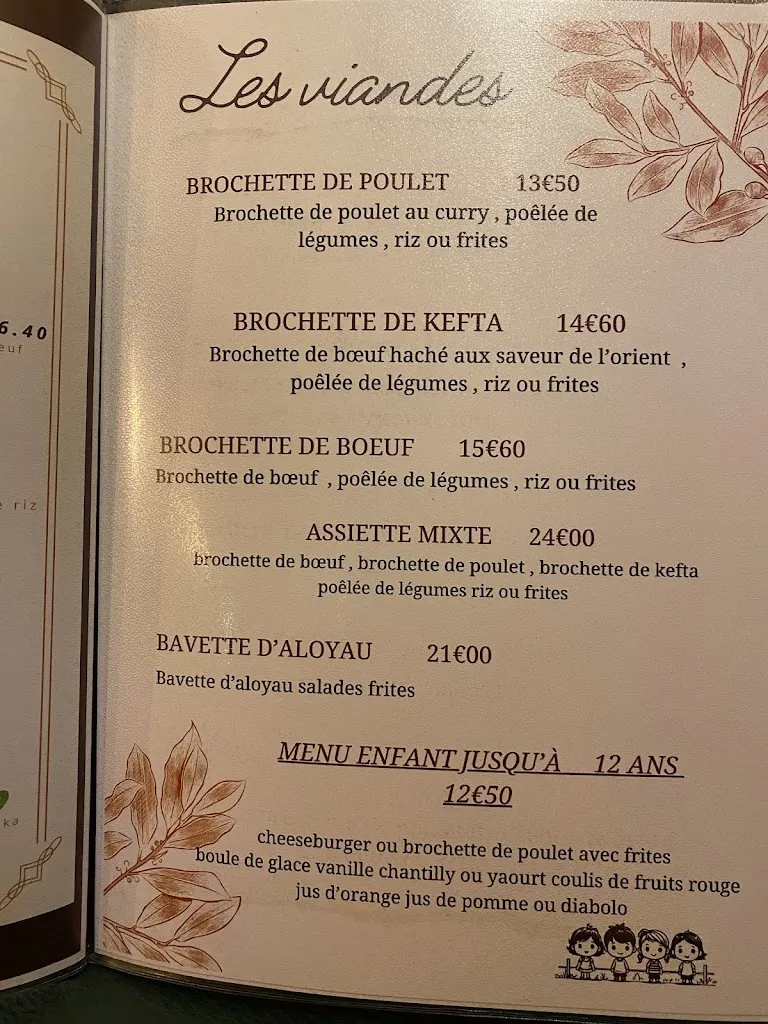 6.40
euf
riz
ka
Les viandes
BROCHETTE DE POULET 13€50
Brochette de poulet au curry , poêlée de
légumes , riz ou frites
BROCHETTE DE KEFTA 14€60
Brochette de bœuf haché aux saveur de l'orient ,
poêlée de légumes , riz ou frites
BROCHETTE DE BOEUF 15€60
Brochette de bœuf , poêlée de légumes , riz ou frites
ASSIETTE MIXTE 24€00
brochette de bœuf , brochette de poulet , brochette de kefta
poêlée de légumes riz ou frites
BAVETTE D'ALOYAU 21€00
Bavette d'aloyau salades frites
MENU ENFANT JUSQU'À 12 ANS
12€50
cheeseburger ou brochette de poulet avec frites
boule de glace vanille chantilly ou yaourt coulis de fruits rouge
jus d'orange jus de pomme ou diabolo